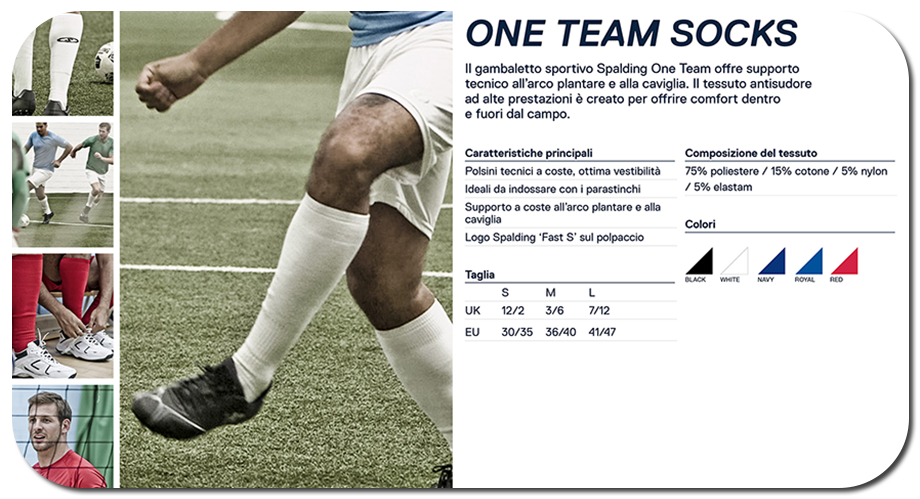 ONE TEAM SOCKS
Il gambaletto sportivo Spalding One Team offre supporto
tecnico all'arco plantare e alla caviglia. Il tessuto antisudore
ad alte prestazioni è creato per offrire comfort dentro
e fuori dal campo.
Caratteristiche principali
Polsini tecnici a coste, ottima vestibilità
Ideali da indossare con i parastinchi
Supporto a coste all'arco plantare e alla
caviglia
Logo Spalding 'Fast S' sul polpaccio
Taglia
S M L
UK 12/2 3/6 7/12
EU 30/35 36/40 41/47
Composizione del tessuto
75% poliestere / 15% cotone / 5% nylon
/ 5% elastam
Colori
BLACK WHITE NAVY ROYAL RED